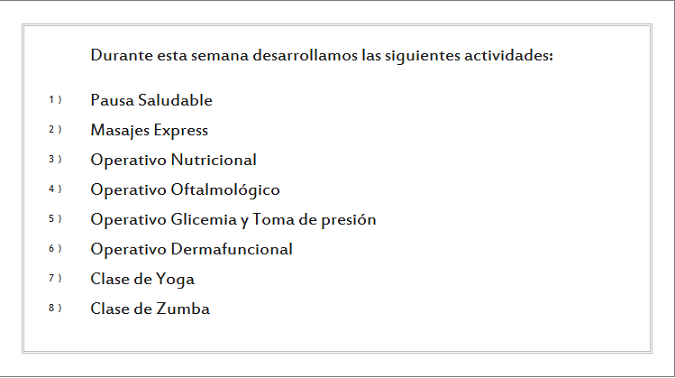 Durante esta semana desarrollamos las siguientes actividades:
1) Pausa Saludable
2) Masajes Express
3) Operativo Nutricional
4) Operativo Oftalmológico
5) Operativo Glicemia y Toma de presión
6) Operativo Dermafuncional
7) Clase de Yoga
8) Clase de Zumba